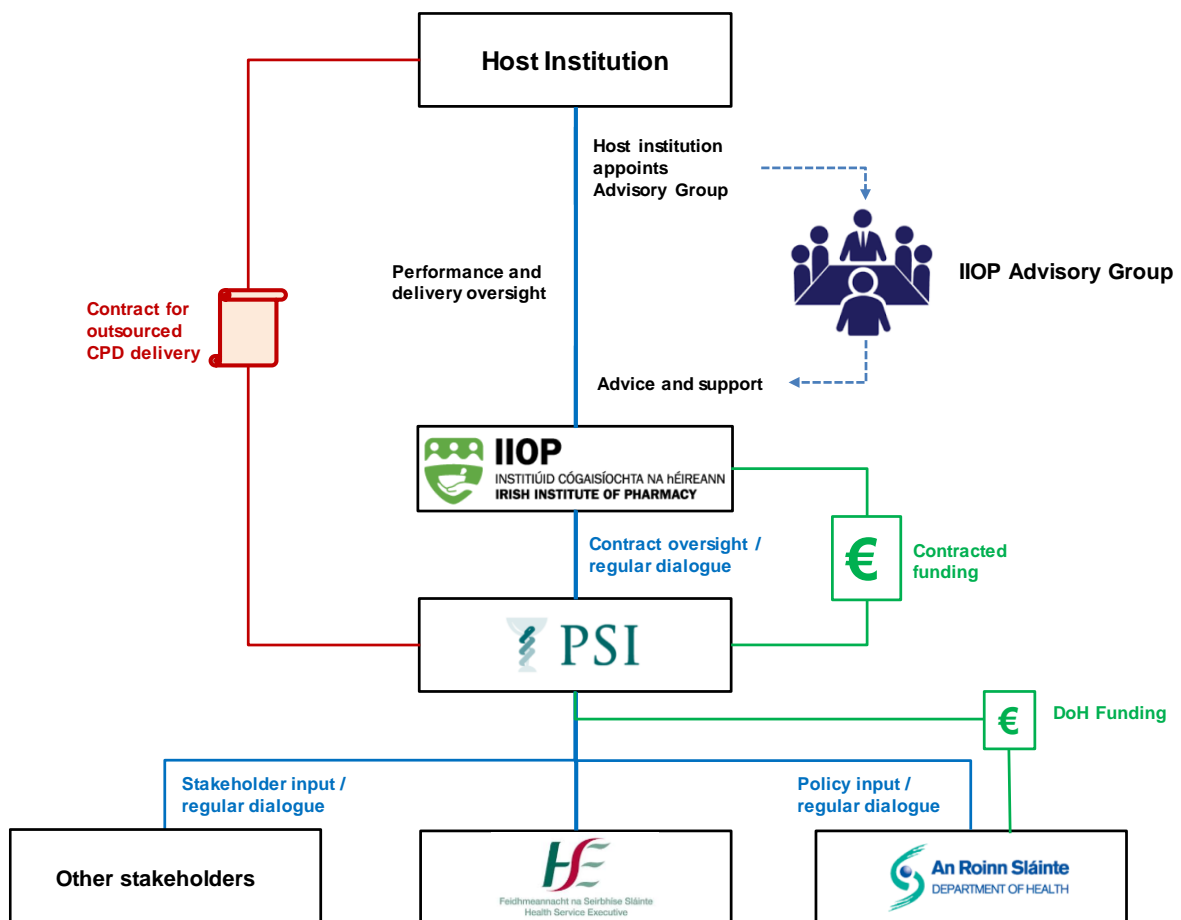 Host Institution
Host institution
appoints
Advisory Group
IIOP Advisory Group
Performance and
delivery oversight
Contract for
outsourced
CPD delivery
Advice and support
IIOP
INSTITIÚID CÓGAISÍOCHTA NA hÉIREANN
IRISH INSTITUTE OF PHARMACY
Contract oversight /
regular dialogue
€
Contracted
funding
PSI
€
DoH Funding
Stakeholder input /
regular dialogue
Policy input /
regular dialogue
Other stakeholders
HSE
Feidhmeannacht na Seirbhíse Sláinte
Health Service Executive
An Roinn Sláinte
DEPARTMENT OF HEALTH